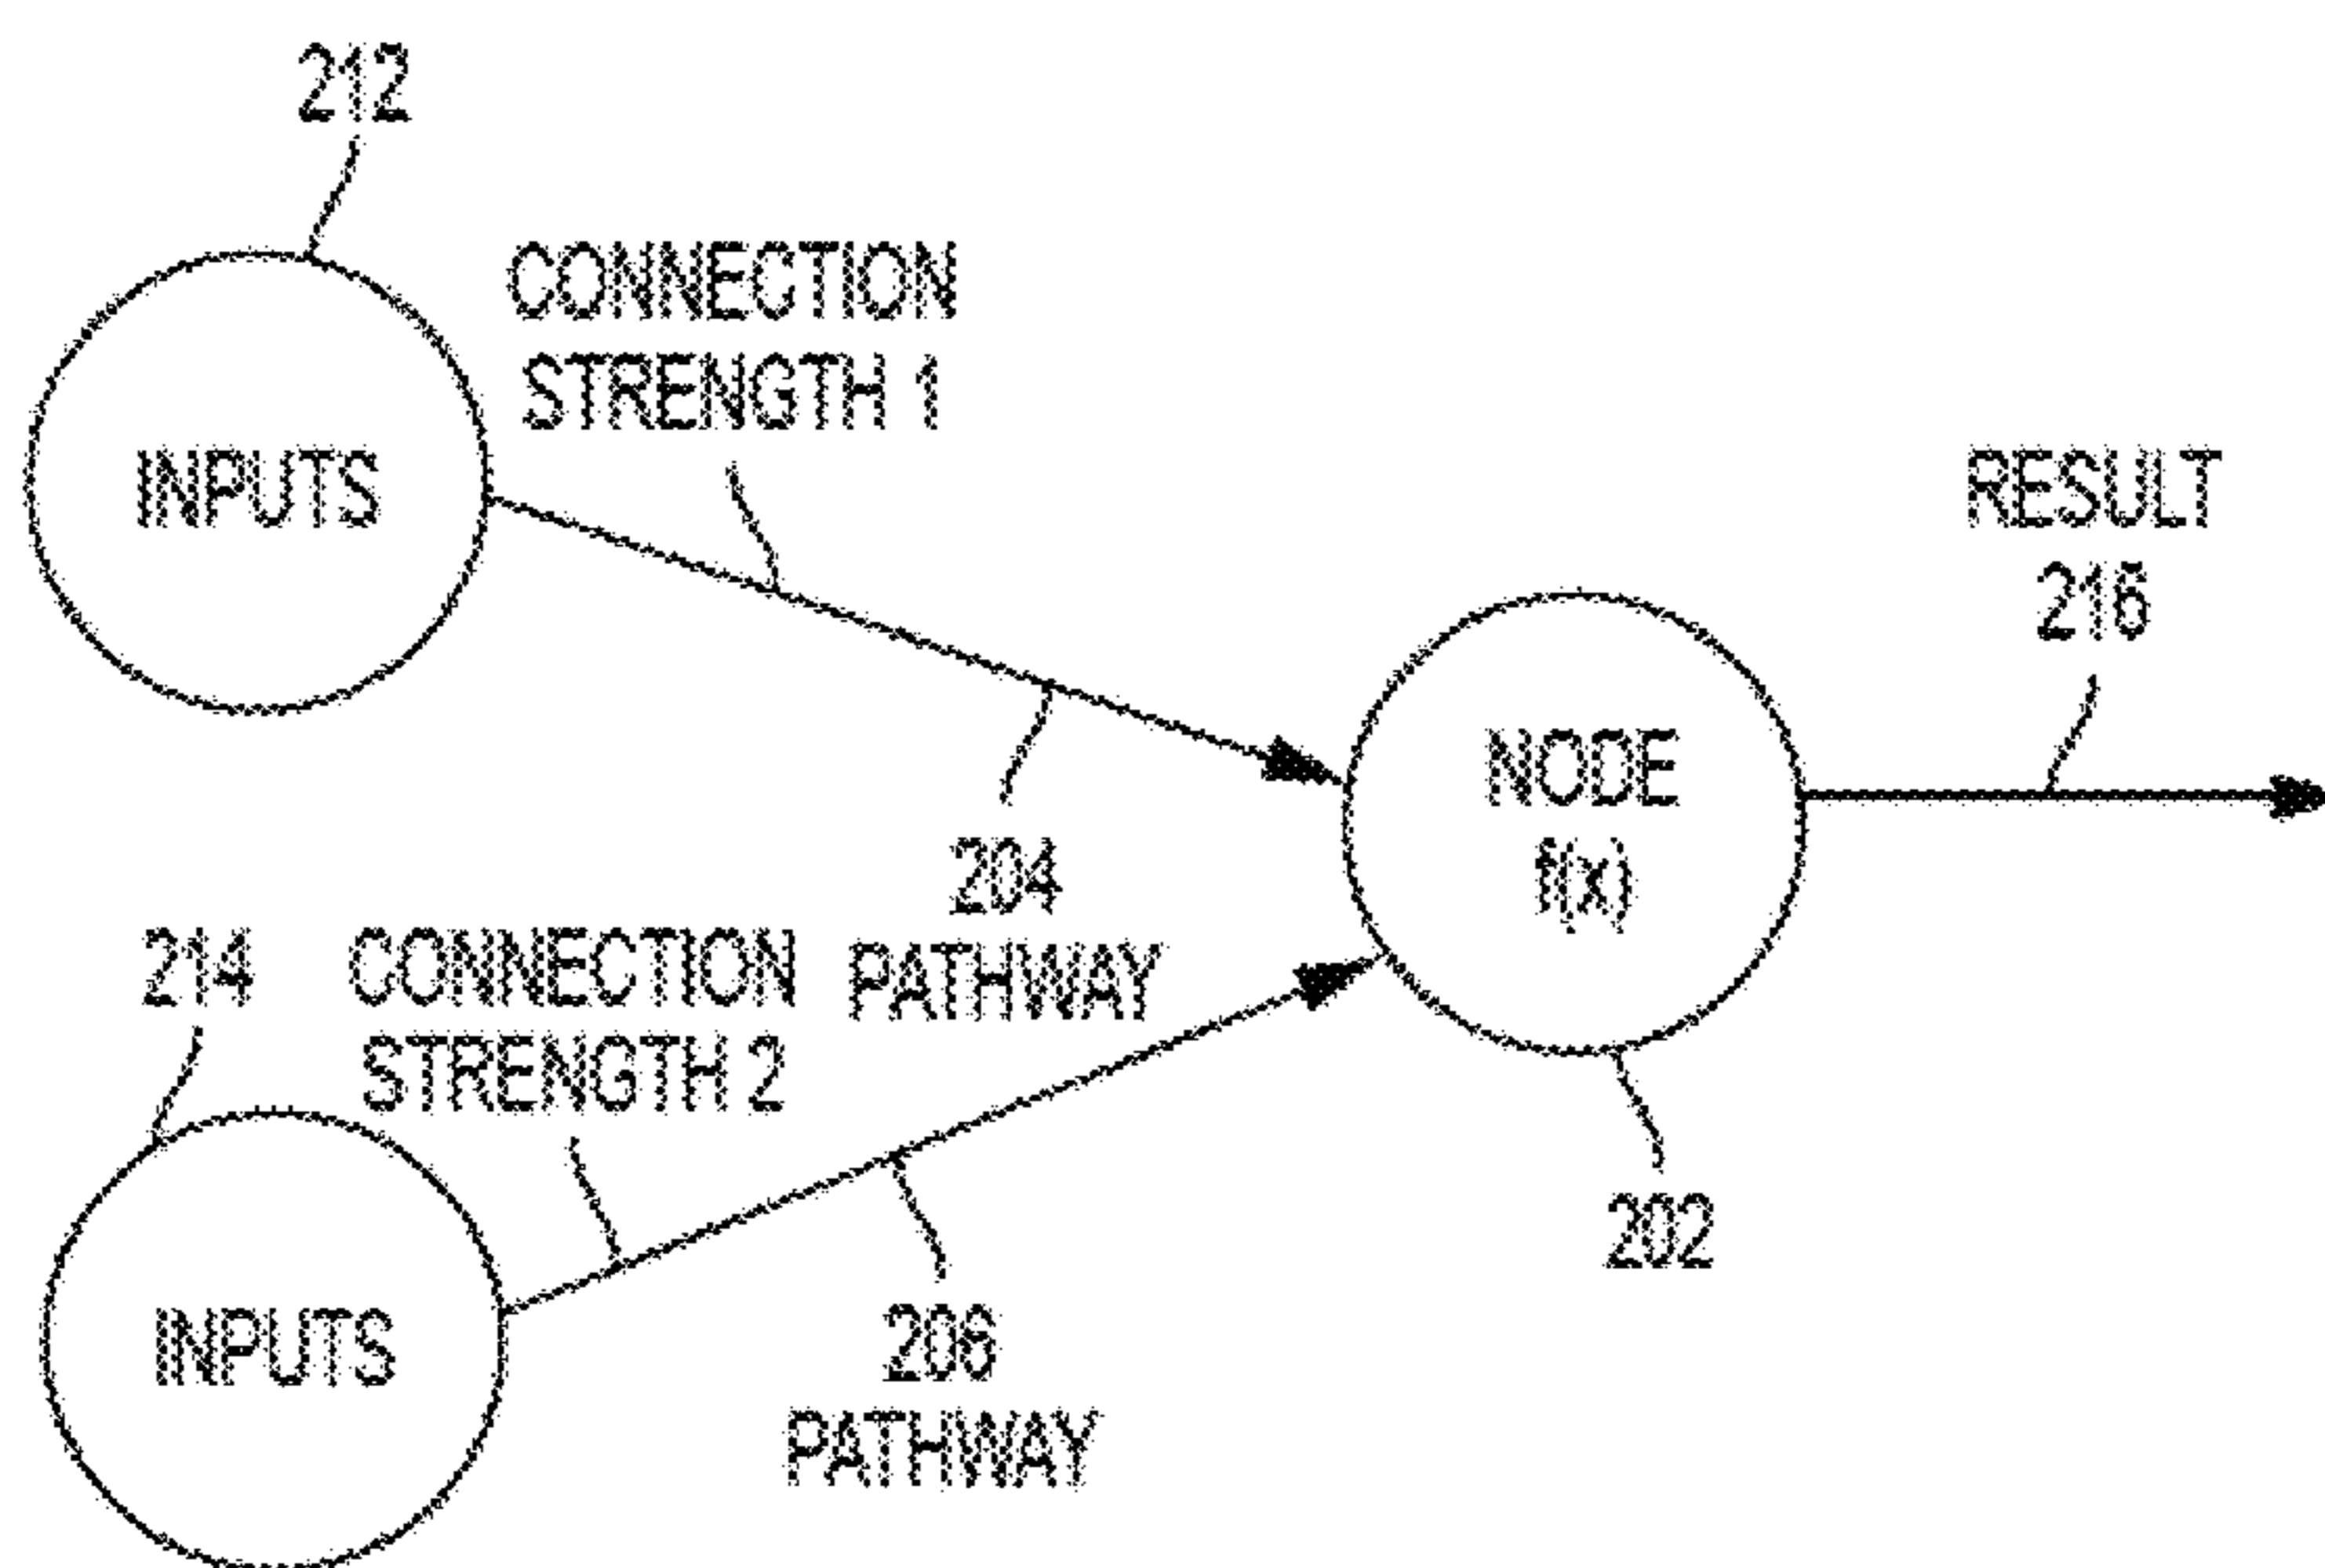 212
CONNECTION
STRENGTH 1
INPUTS
RESULT
216
NODE
f(x)
204
PATHWAY
214
CONNECTION
STRENGTH 2
202
INPUTS
206
PATHWAY